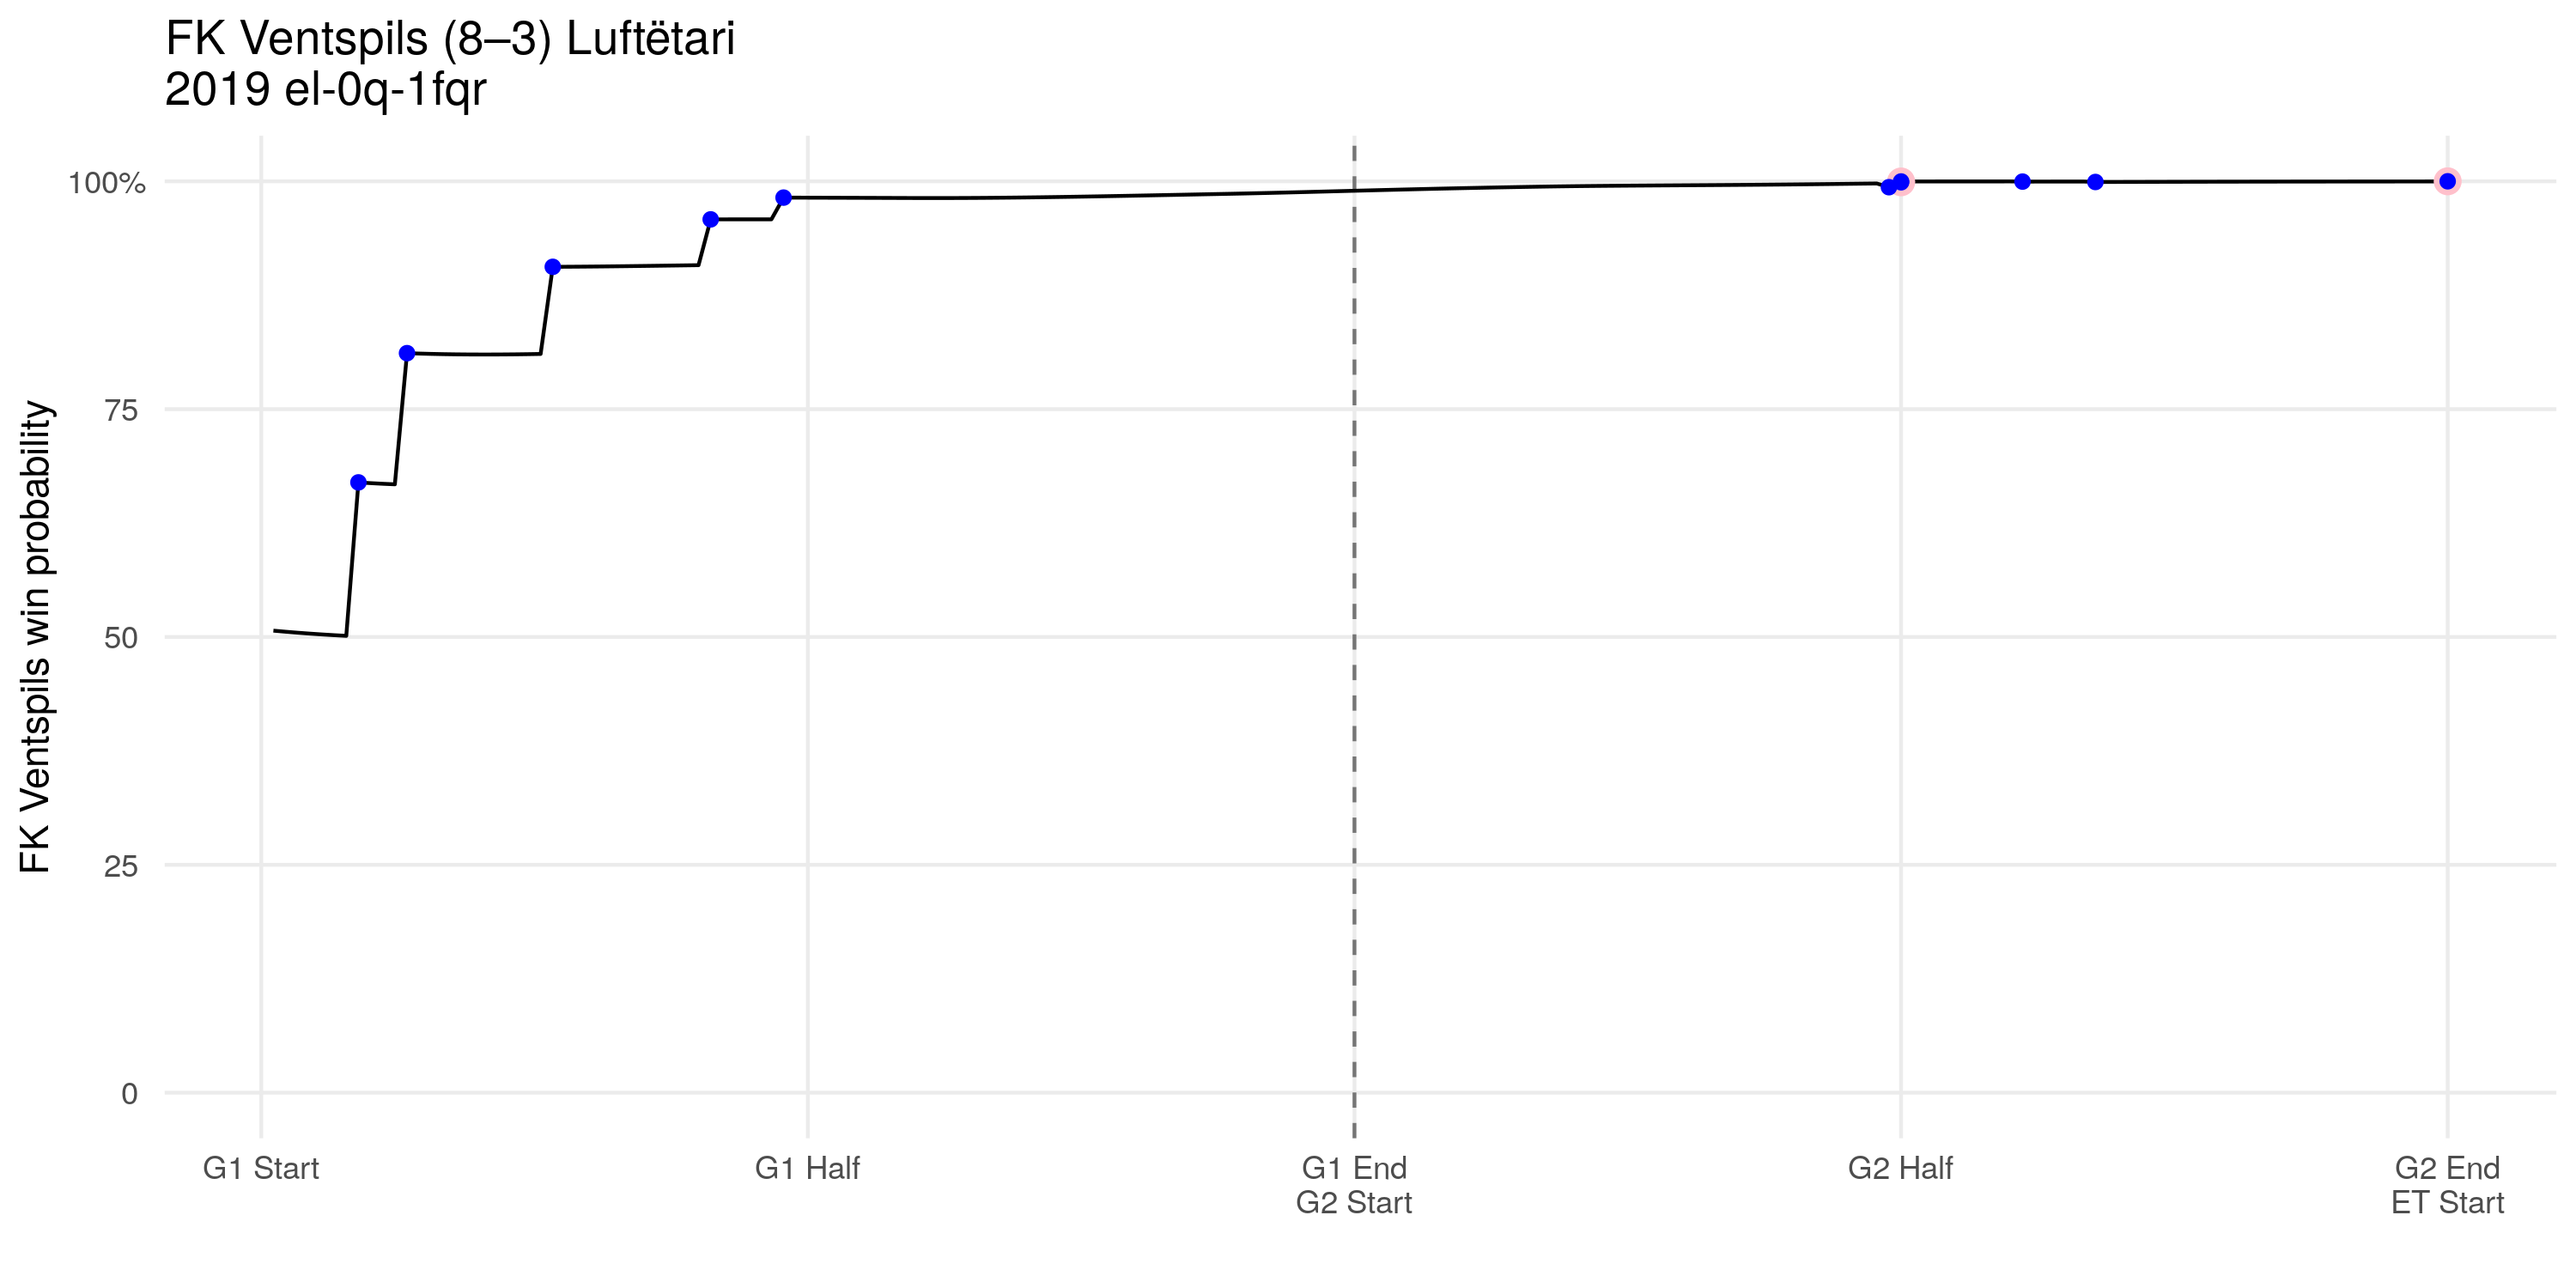 FK Ventspils (8–3) Luftëtari
2019 el-0q-1fqr
FK Ventspils win probability
100%
75
50
25
0
G1 Start
G1 Half
G1 End
G2 Start
G2 Half
G2 End
ET Start